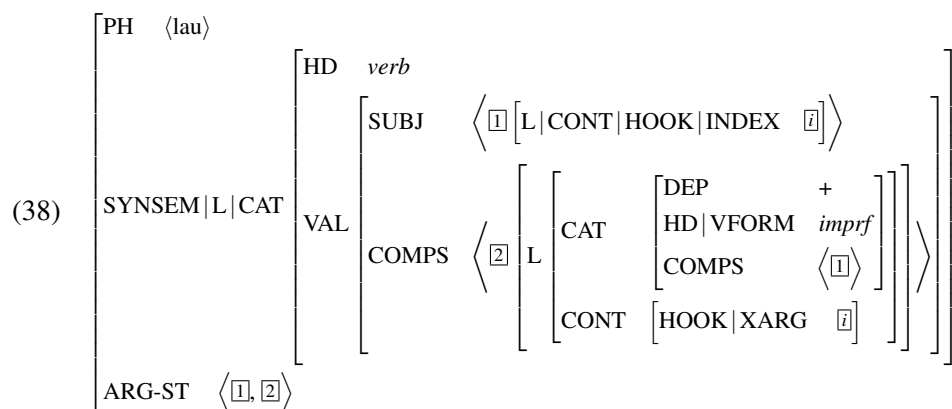 PH ⟨lau⟩
HD verb
SUBJ ⟨ 1 [L|CONT|HOOK|INDEX i] ⟩
(38) SYNSEM|L|CAT
VAL
DEP +
CAT HD|VFORM imprf
COMPS ⟨ 2 [L
COMPS ⟨ 1 ⟩
CONT [HOOK|XARG i]
ARG-ST ⟨ 1 , 2 ⟩